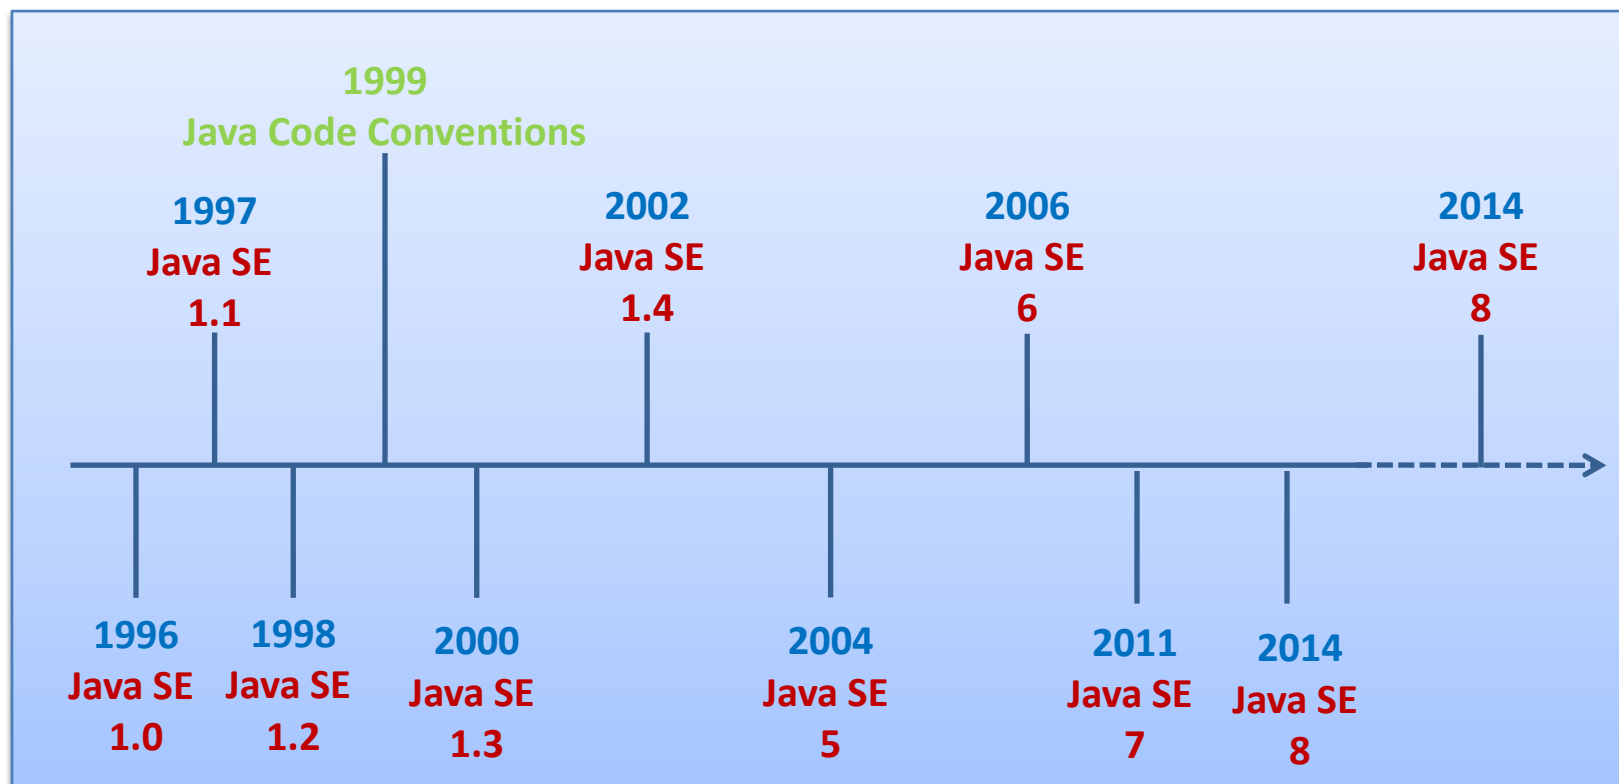 1999
Java Code Conventions
1997
Java SE
1.1
2002
Java SE
1.4
2006
Java SE
6
2014
Java SE
8
1996
Java SE
1.0
1998
Java SE
1.2
2000
Java SE
1.3
2004
Java SE
5
2011
Java SE
7
2014
Java SE
8